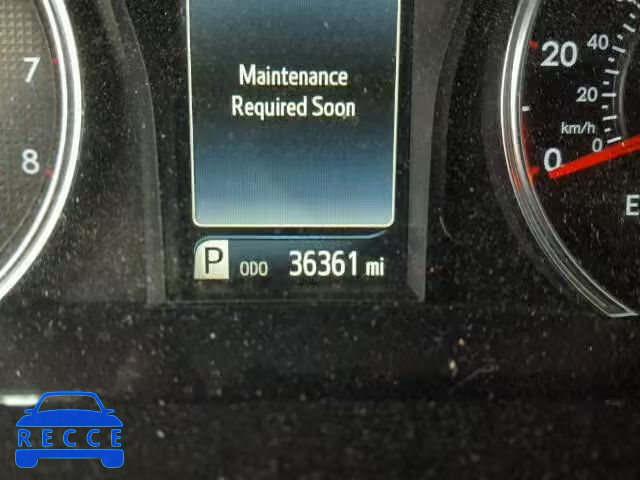 Maintenance
Required Soon
7
8
20
0
40
20
km/h
0
E
P ODO 36361 mi
RECCE